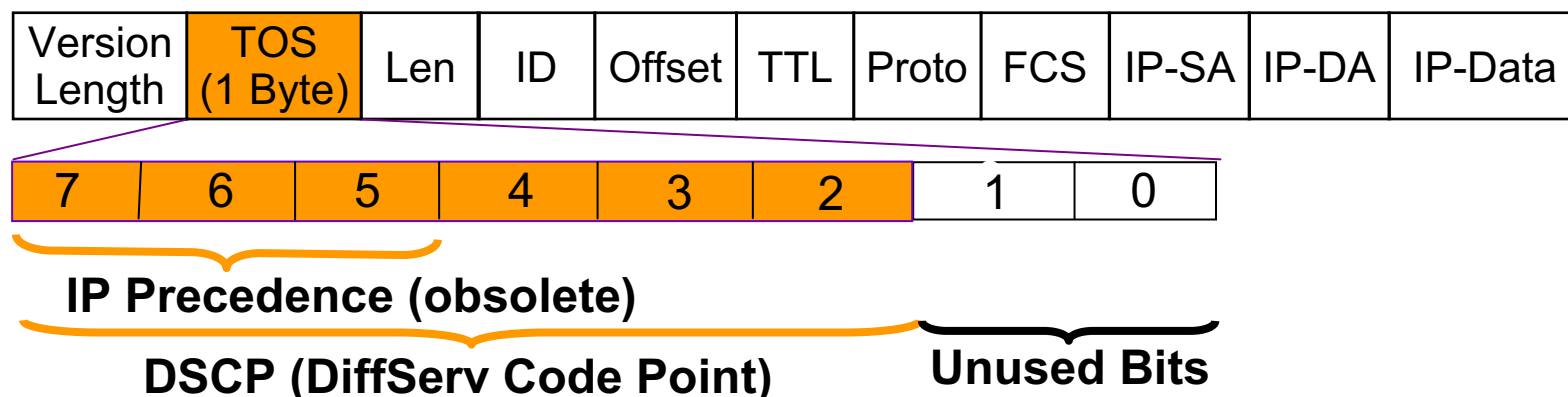 Version Length TOS (1 Byte) Len ID Offset TTL Proto FCS IP-SA IP-DA IP-Data
7 6 5 4 3 2 1 0
IP Precedence (obsolete)
DSCP (DiffServ Code Point) Unused Bits